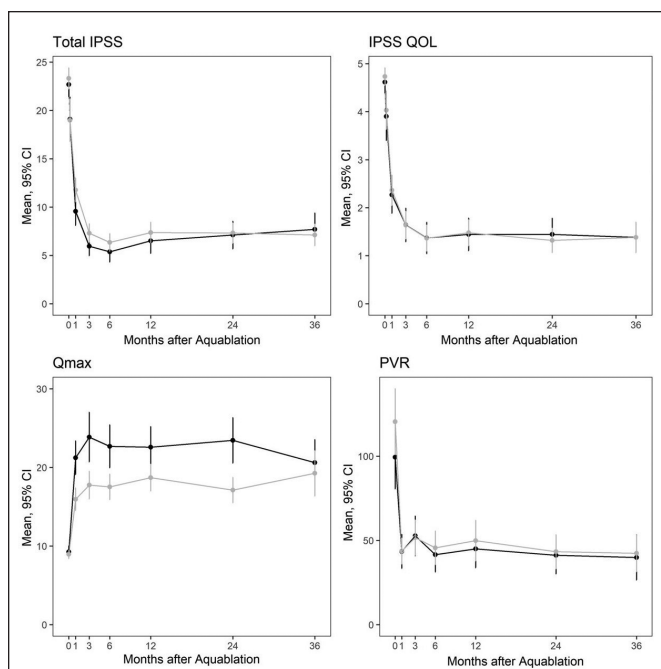 Total IPSS
25
20
15
10
5
0
Mean, 95% CI
0 1 3 6 12 24 36
Months after Aquablation
IPSS QOL
5
4
3
2
1
0
Mean, 95% CI
0 1 3 6 12 24 36
Months after Aquablation
Qmax
30
20
10
0
Mean, 95% CI
0 1 3 6 12 24 36
Months after Aquablation
PVR
100
50
0
Mean, 95% CI
0 1 3 6 12 24 36
Months after Aquablation